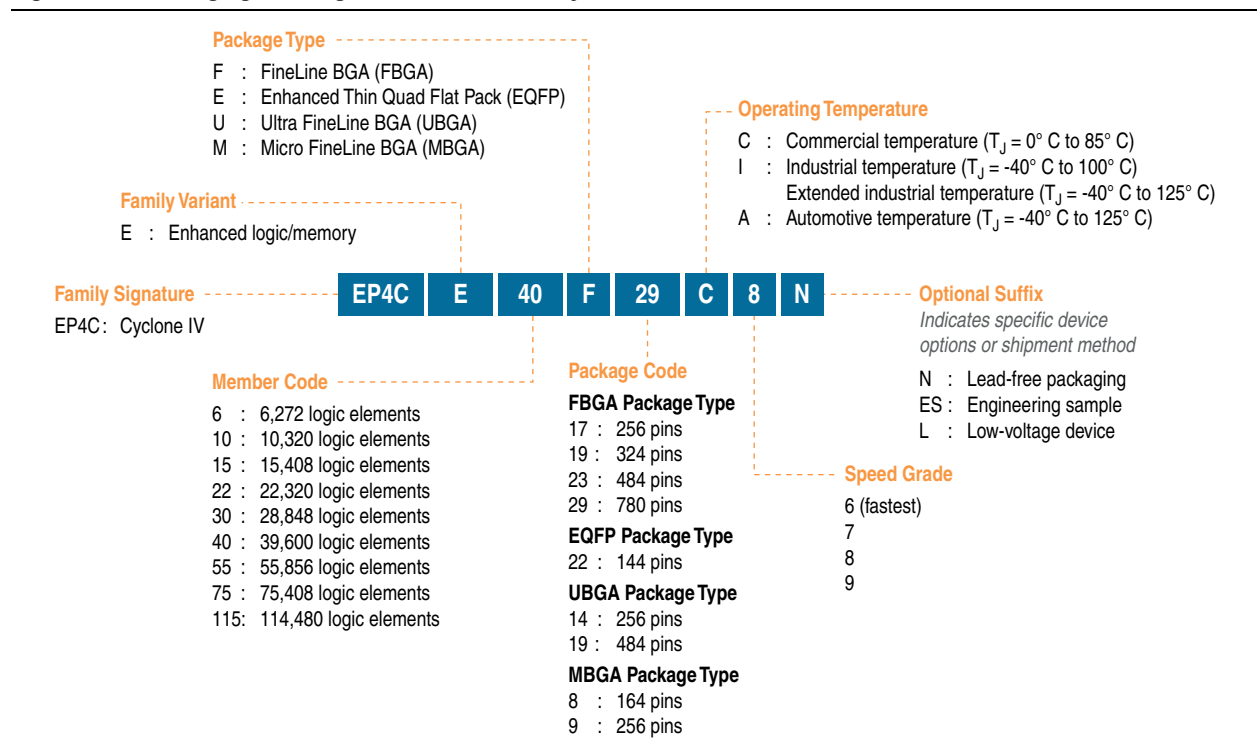 Package Type
F : FineLine BGA (FBGA)
E : Enhanced Thin Quad Flat Pack (EQFP)
U : Ultra FineLine BGA (UBGA)
M : Micro FineLine BGA (MBGA)
Operating Temperature
C : Commercial temperature (TJ = 0° C to 85° C)
I : Industrial temperature (TJ = -40° C to 100° C)
Extended industrial temperature (TJ = -40° C to 125° C)
A : Automotive temperature (TJ = -40° C to 125° C)
Family Variant
E : Enhanced logic/memory
Family Signature
EP4C : Cyclone IV
EP4C E 40 F 29 C 8 N
Optional Suffix
Indicates specific device
options or shipment method
N : Lead-free packaging
ES : Engineering sample
L : Low-voltage device
Member Code
6 : 6,272 logic elements
10 : 10,320 logic elements
15 : 15,408 logic elements
22 : 22,320 logic elements
30 : 28,848 logic elements
40 : 39,600 logic elements
55 : 55,856 logic elements
75 : 75,408 logic elements
115: 114,480 logic elements
Package Code
FBGA Package Type
17 : 256 pins
19 : 324 pins
23 : 484 pins
29 : 780 pins
EQFP Package Type
22 : 144 pins
UBGA Package Type
14 : 256 pins
19 : 484 pins
MBGA Package Type
8 : 164 pins
9 : 256 pins
Speed Grade
6 (fastest)
7
8
9